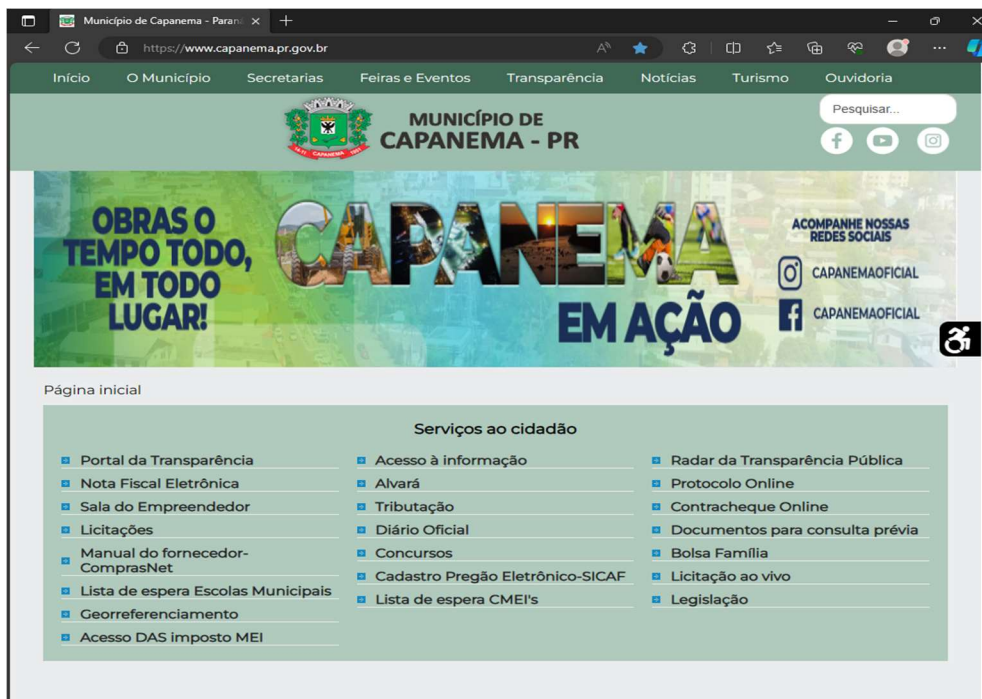 Município de Capanema - Paraná
https://www.capanema.pr.gov.br
Início O Município Secretarias Feiras e Eventos Transparência Notícias Turismo Ouvidoria
MUNICÍPIO DE
CAPANEMA - PR
Pesquisar...
OBRAS O
TEMPO TODO,
EM TODO
LUGAR!
CAPANEMA
EM AÇÃO
ACOMPANHE NOSSAS
REDES SOCIAIS
CAPANEMAOFICIAL
CAPANEMAOFICIAL
Página inicial
Serviços ao cidadão
Portal da Transparência
Nota Fiscal Eletrônica
Sala do Empreendedor
Licitações
Manual do fornecedor-
ComprasNet
Lista de espera Escolas Municipais
Georreferenciamento
Acesso DAS imposto MEI
Acesso à informação
Alvará
Tributação
Diário Oficial
Concursos
Cadastro Pregão Eletrônico-SICAF
Lista de espera CMEI's
Radar da Transparência Pública
Protocolo Online
Contracheque Online
Documentos para consulta prévia
Bolsa Família
Licitação ao vivo
Legislação